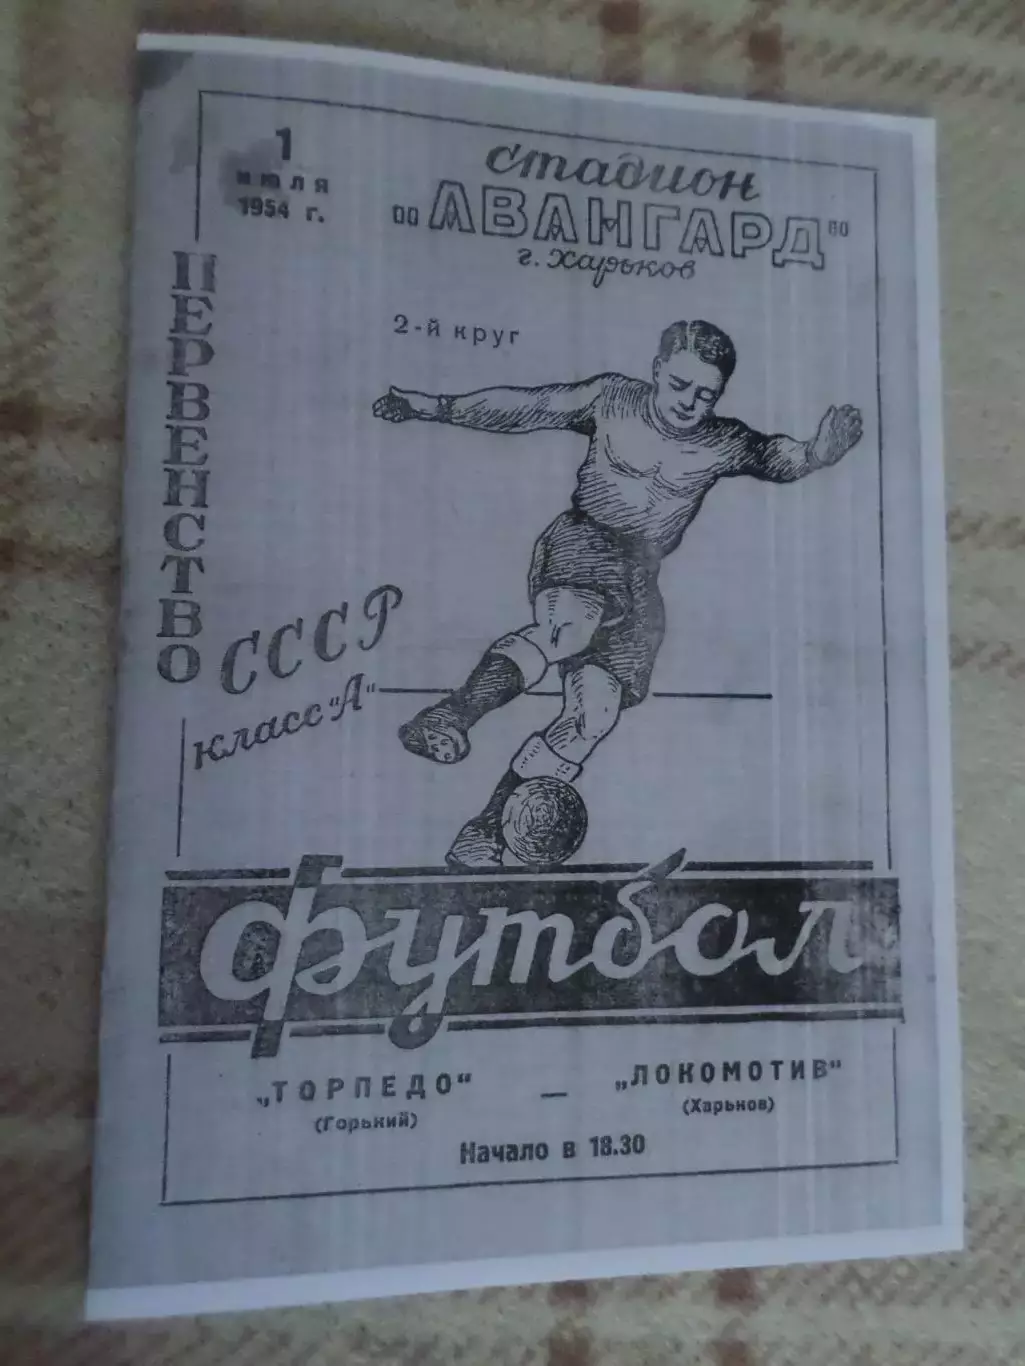 1
июля
1954 г.
стадион
"АВАНГАРД"
г. Харьков
2-й круг
ПЕРВЕНСТВО
СССР
класс "А"
футбол
„ТОРПЕДО" — „ЛОКОМОТИВ"
(Горький) (Харьков)
Начало в 18.30